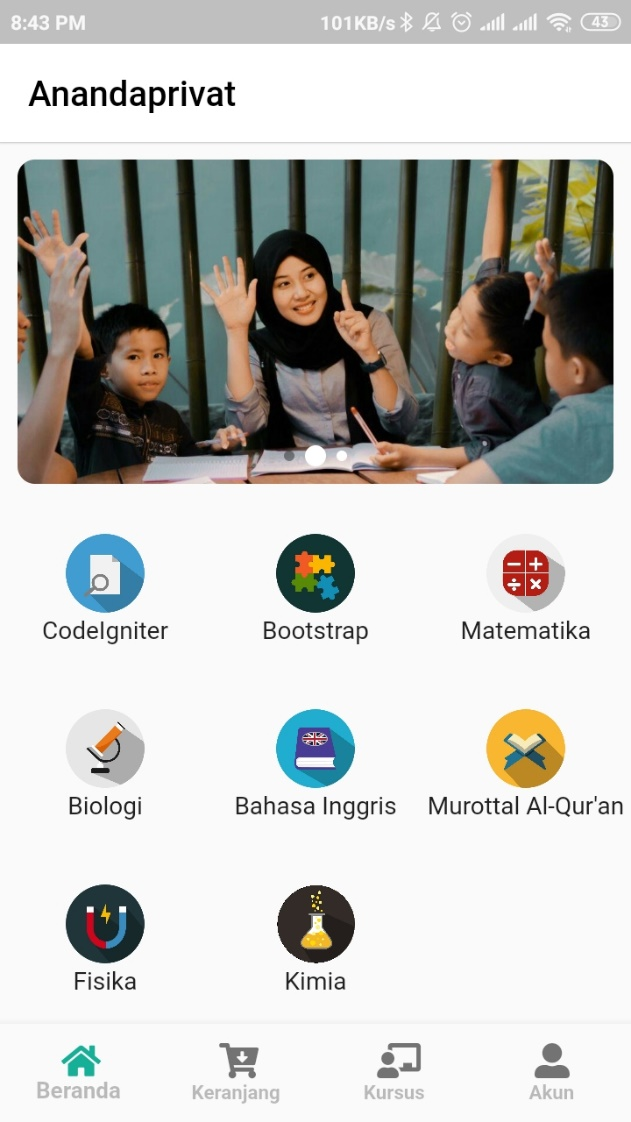 8:43 PM 101KB/s 43
Anandaprivat
CodeIgniter Bootstrap Matematika
Biologi Bahasa Inggris Murottal Al-Qur'an
Fisika Kimia
Beranda Keranjang Kursus Akun